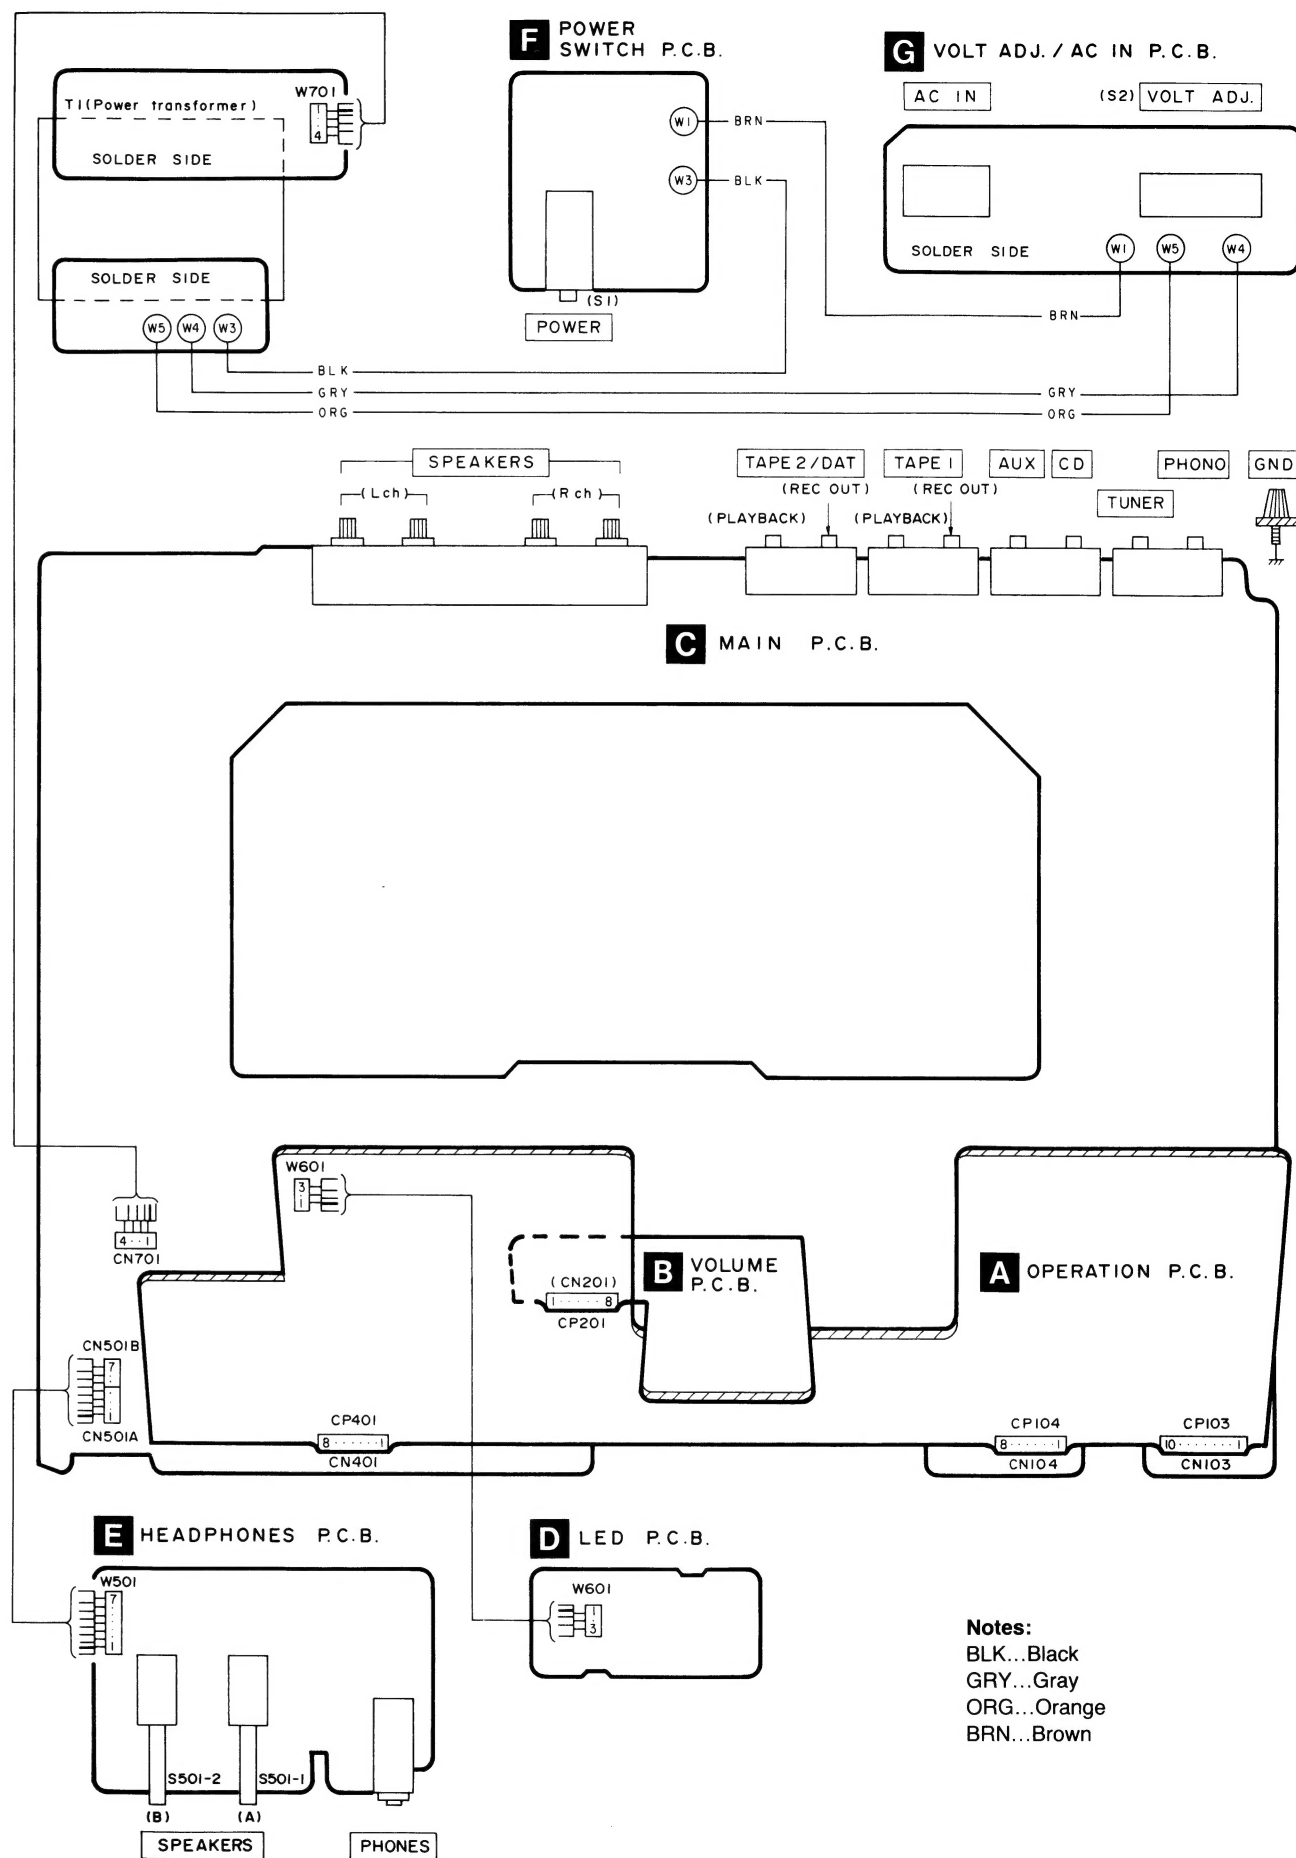 F POWER
SWITCH P.C.B.
G VOLT ADJ. / AC IN P.C.B.
AC IN
(S2) VOLT ADJ.
T1(Power transformer)
W701
1
4
SOLDER SIDE
W1
BRN
W3
BLK
SOLDER SIDE
W1
W5
W4
SOLDER SIDE
W5
W4
W3
(S1)
POWER
BRN
BLK
GRY
GRY
ORG
ORG
SPEAKERS
(Lch)
(Rch)
TAPE 2/DAT
TAPE 1
AUX
CD
PHONO
GND
(REC OUT)
(REC OUT)
TUNER
(PLAYBACK)
(PLAYBACK)
C MAIN P.C.B.
W601
3
1
4··1
CN701
(CN201)
1······8
CP201
B VOLUME
P.C.B.
A OPERATION P.C.B.
CN501B
7
1
CN501A
CP401
8······1
CN401
CP104
8······1
CN104
CP103
10·······1
CN103
E HEADPHONES P.C.B.
D LED P.C.B.
W501
7
1
W601
1
3
Notes:
BLK...Black
GRY...Gray
ORG...Orange
BRN...Brown
S501-2
S501-1
(B)
(A)
SPEAKERS
PHONES